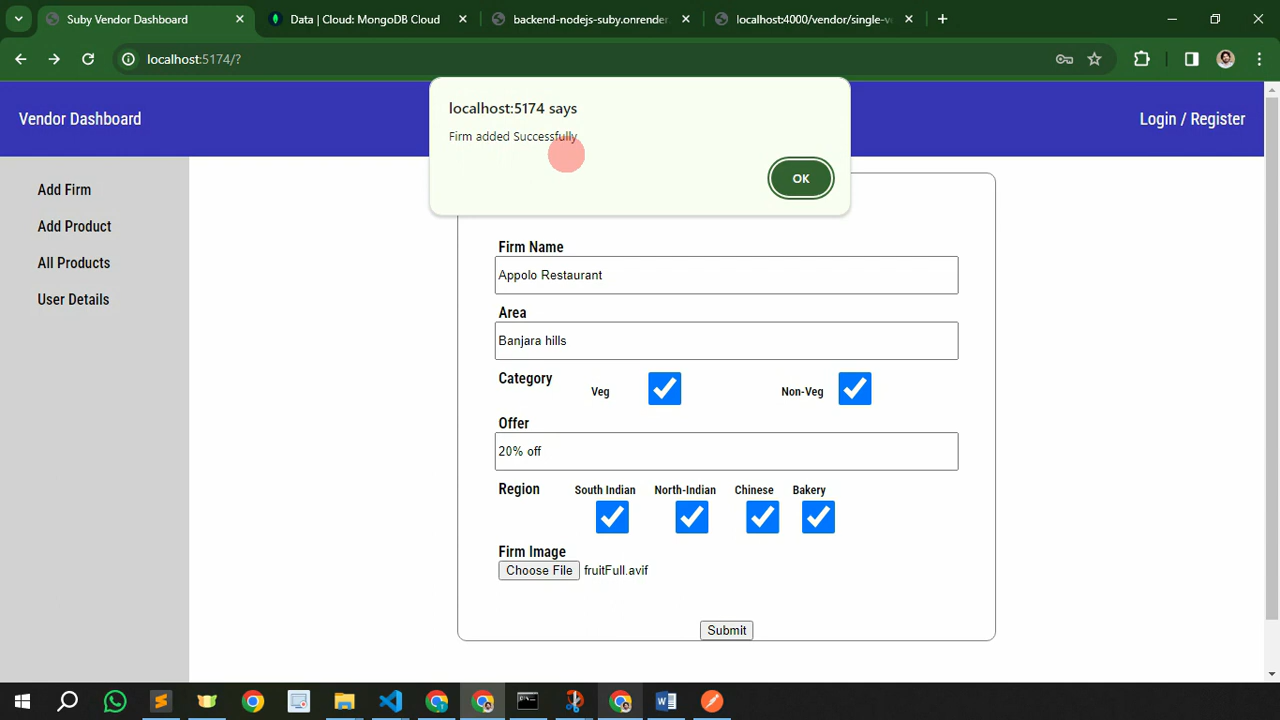 Suby Vendor Dashboard
Data | Cloud: MongoDB Cloud
backend-nodejs-suby.onrender
localhost:4000/vendor/single-v
localhost:5174/?
Vendor Dashboard
Login / Register
localhost:5174 says
Firm added Successfully
OK
Add Firm
Add Product
All Products
User Details
Firm Name
Appolo Restaurant
Area
Banjara hills
Category Veg Non-Veg
Offer
20% off
Region South Indian North-Indian Chinese Bakery
Firm Image
Choose File fruitFull.avif
Submit